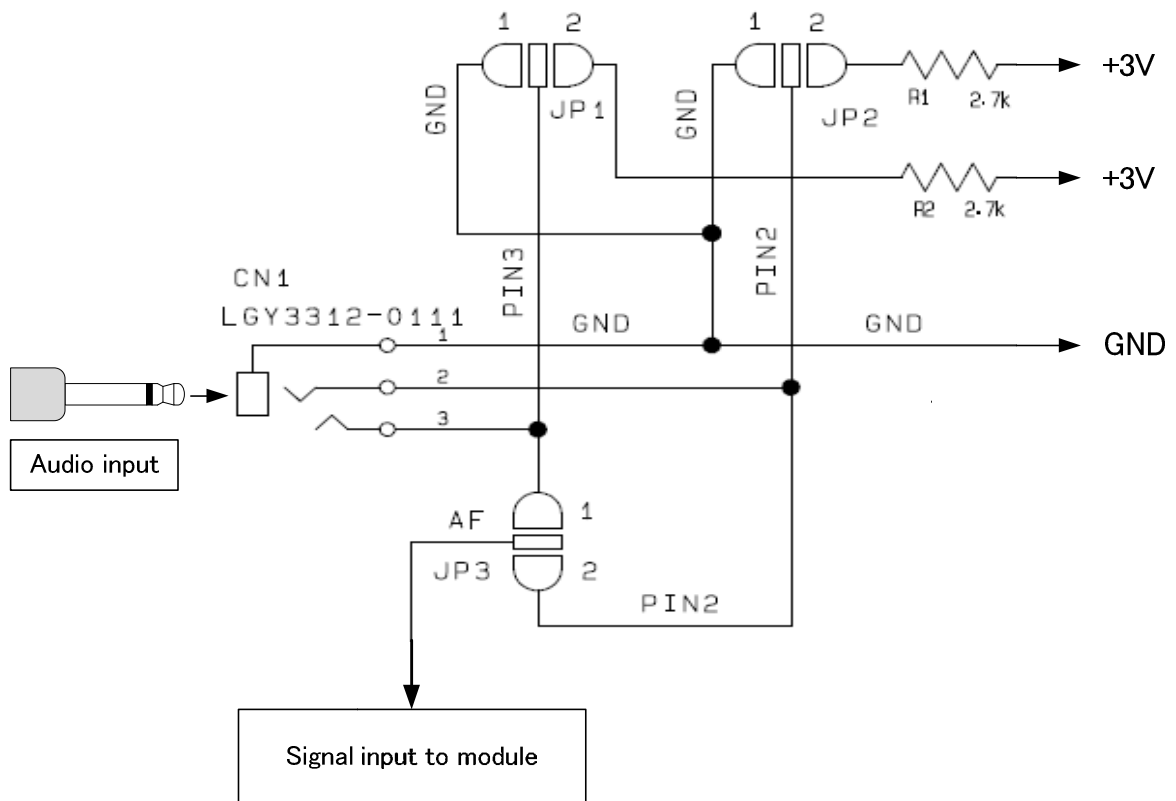 1 2
1 2
+3V
GND
JP1
GND
JP2
R1 2.7k
+3V
R2 2.7k
PIN3
PIN2
CN1
LGY3312-0111
1
GND
GND
GND
2
3
Audio input
AF
1
JP3
2
PIN2
Signal input to module